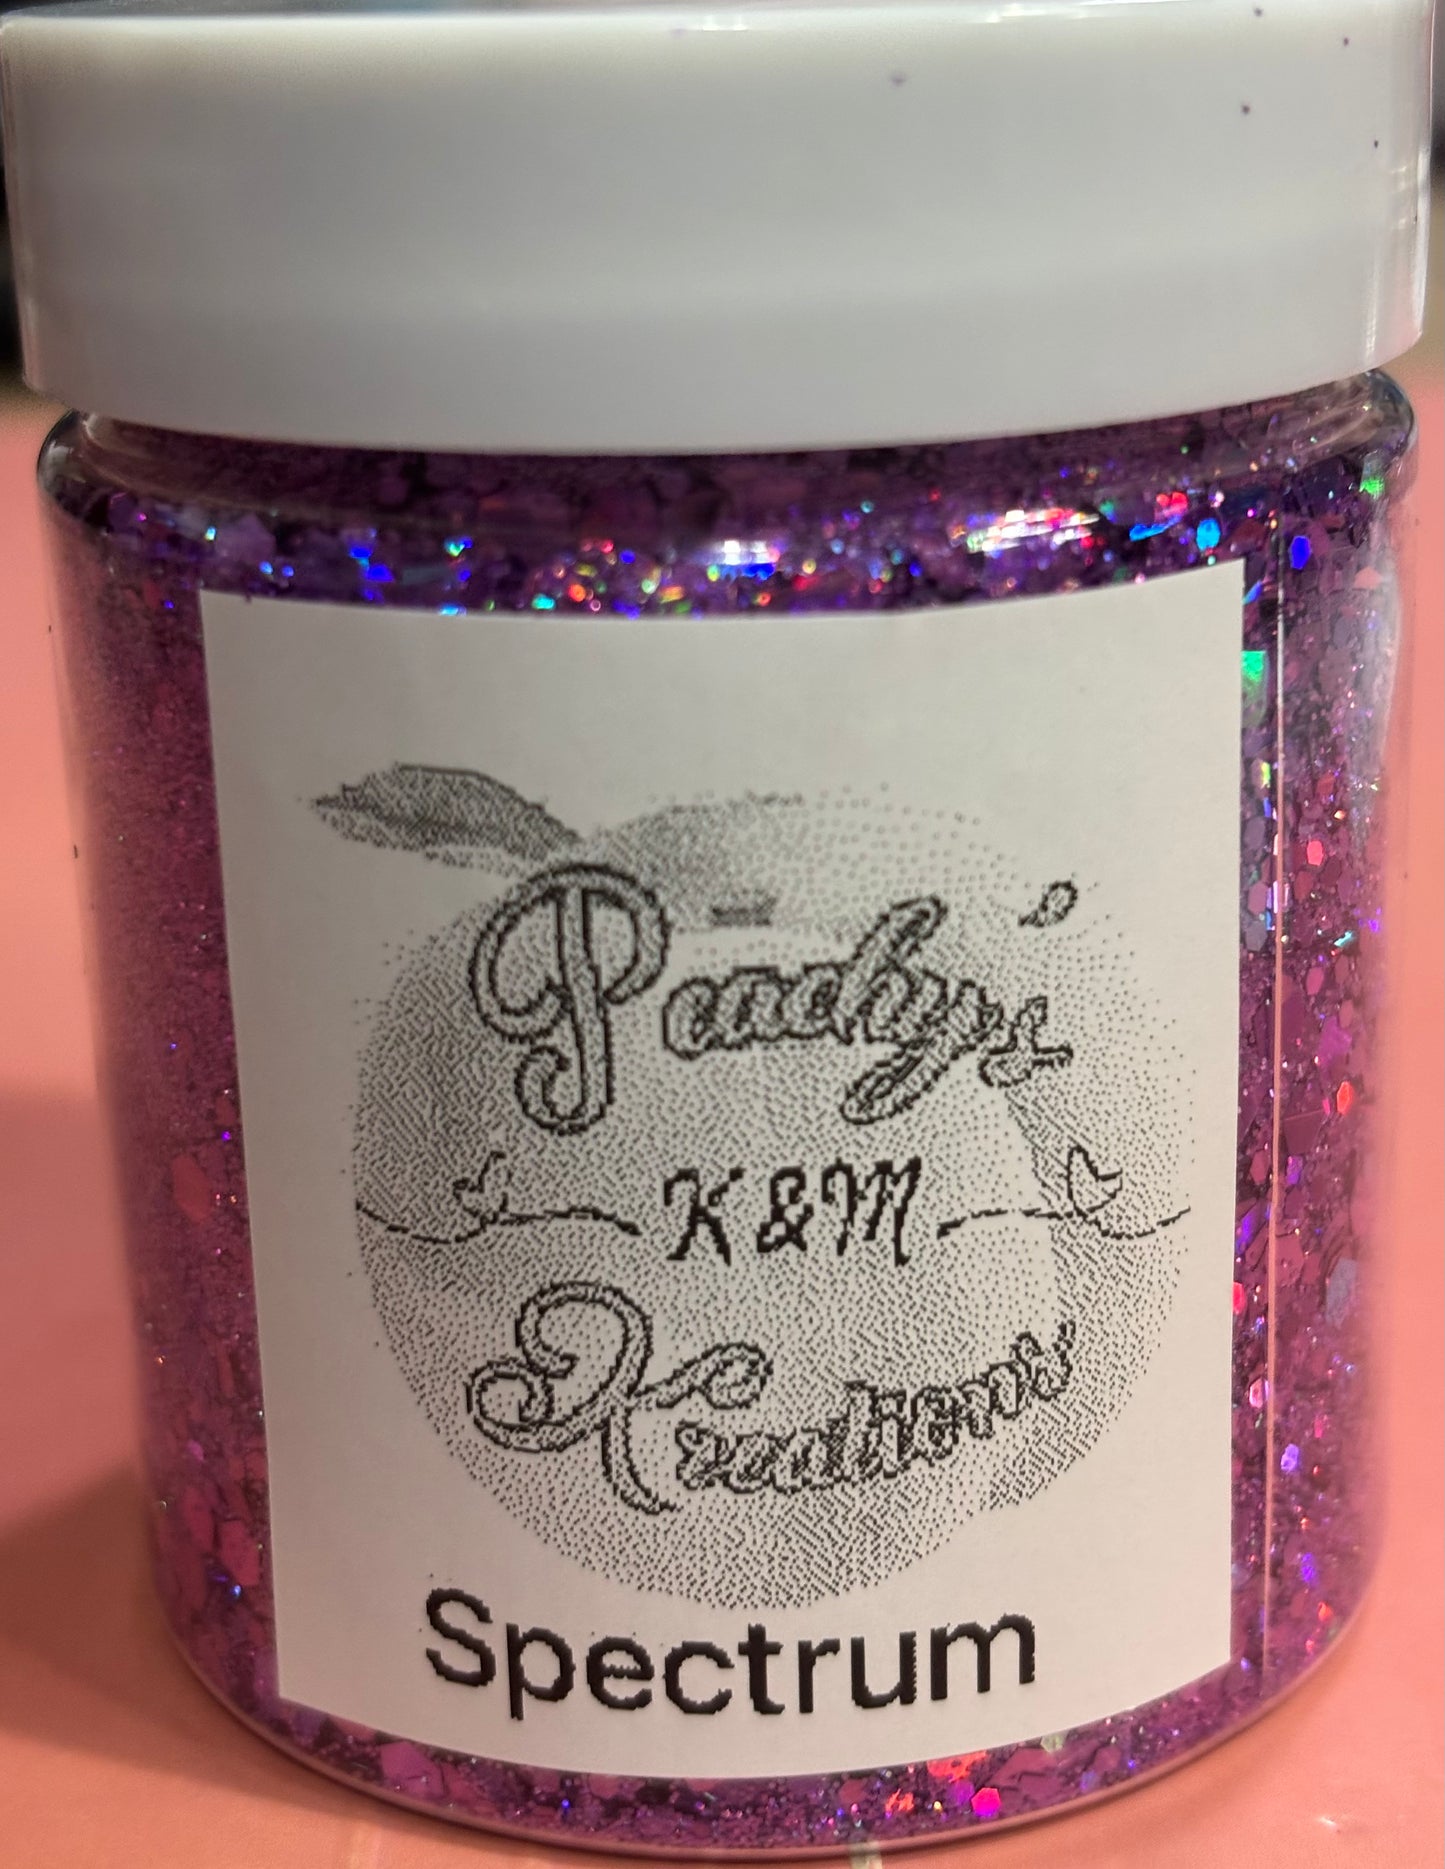 Peachy's
K & M
Kreations
Spectrum